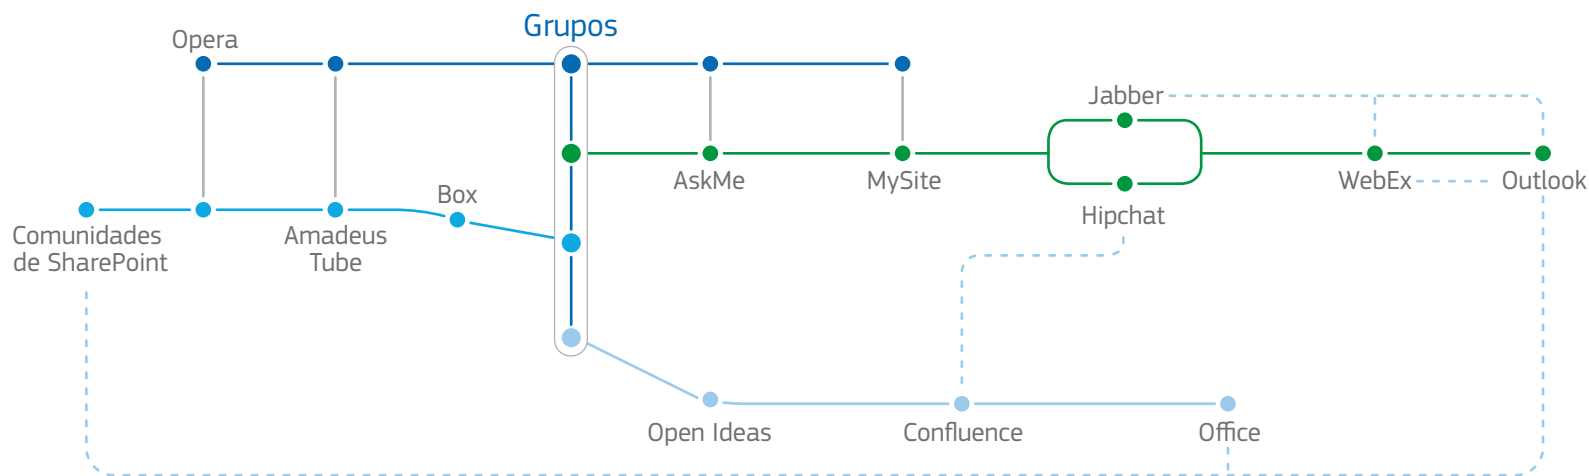 Grupos
Opera
Jabber
AskMe
MySite
WebEx
Outlook
Box
Hipchat
Comunidades
de SharePoint
Amadeus
Tube
Open Ideas
Confluence
Office